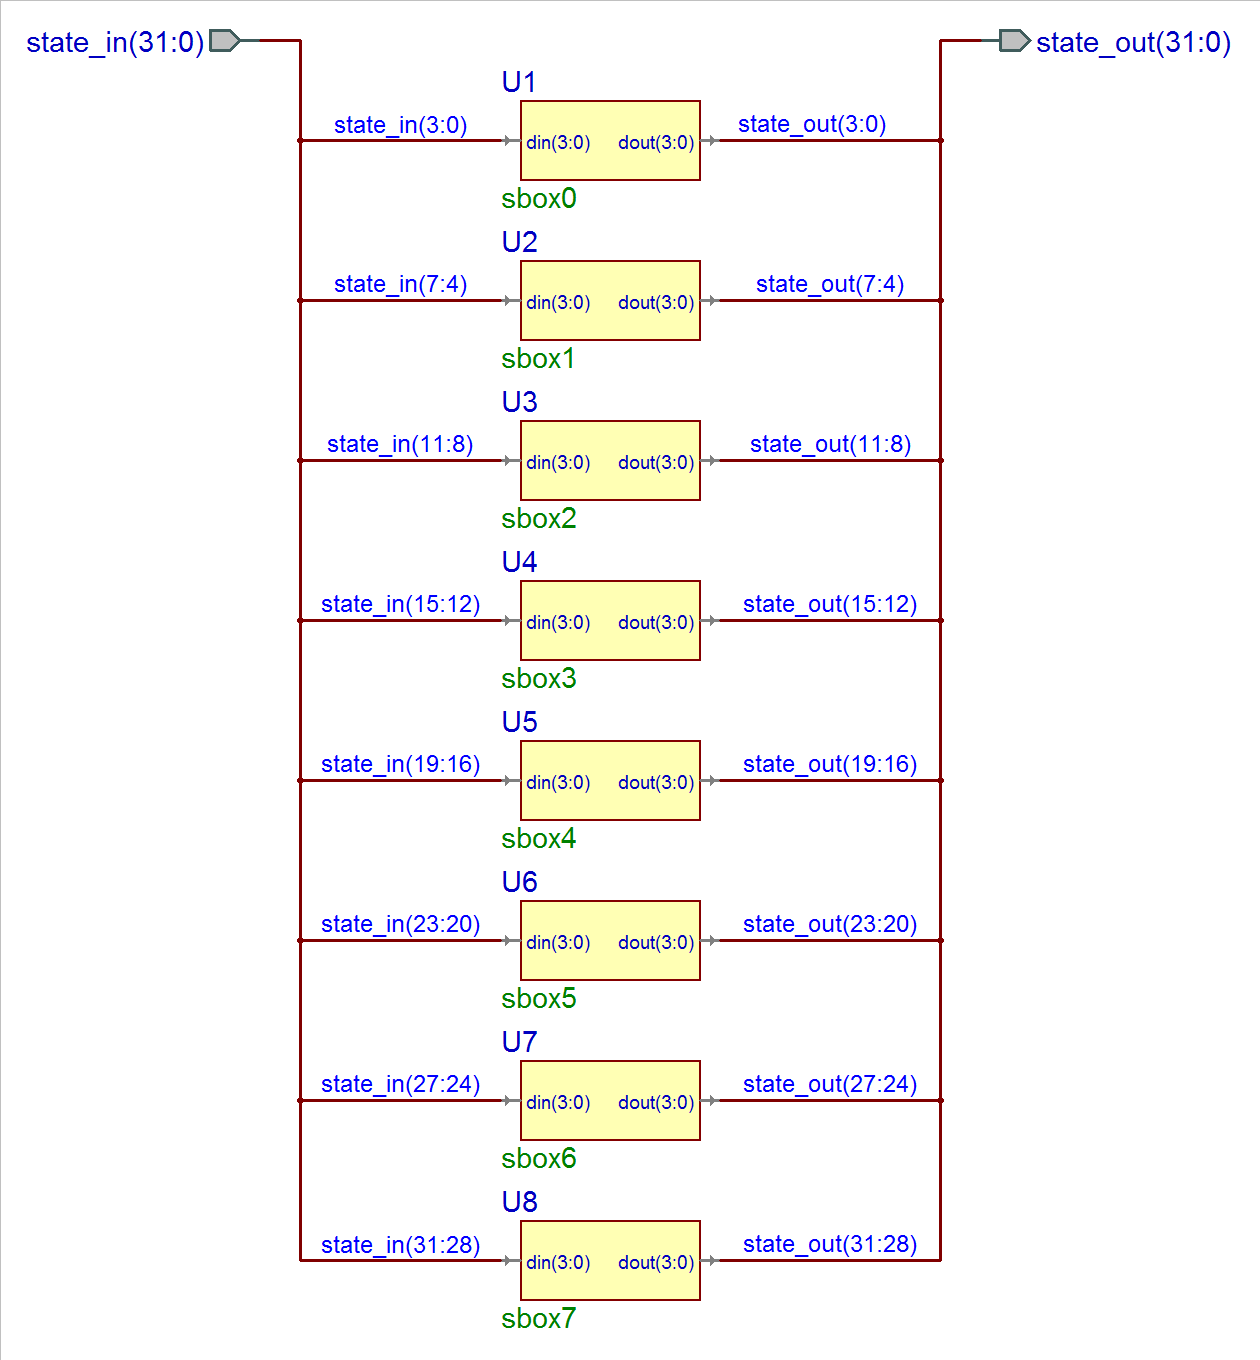 state_in(31:0) state_out(31:0)
U1
state_in(3:0) state_out(3:0)
din(3:0) dout(3:0)
sbox0
U2
state_in(7:4) state_out(7:4)
din(3:0) dout(3:0)
sbox1
U3
state_in(11:8) state_out(11:8)
din(3:0) dout(3:0)
sbox2
U4
state_in(15:12) state_out(15:12)
din(3:0) dout(3:0)
sbox3
U5
state_in(19:16) state_out(19:16)
din(3:0) dout(3:0)
sbox4
U6
state_in(23:20) state_out(23:20)
din(3:0) dout(3:0)
sbox5
U7
state_in(27:24) state_out(27:24)
din(3:0) dout(3:0)
sbox6
U8
state_in(31:28) state_out(31:28)
din(3:0) dout(3:0)
sbox7